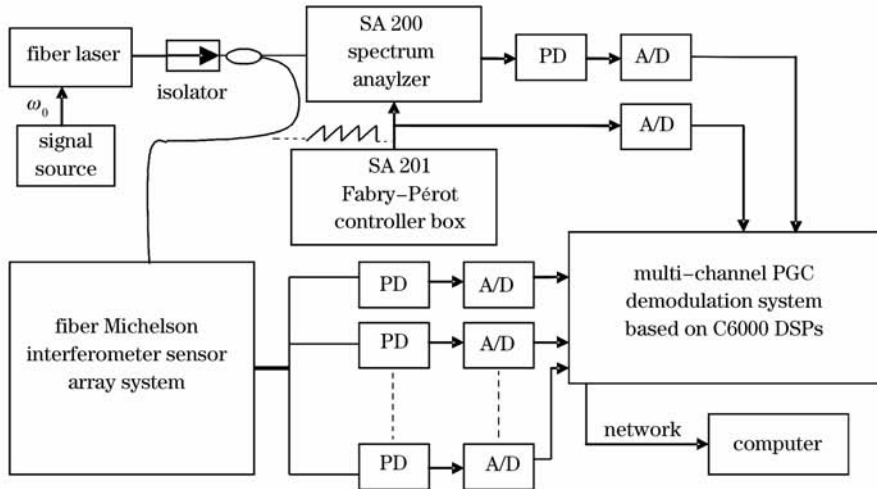 fiber laser
isolator
ω0
signal
source
SA 200
spectrum
anaylzer
PD
A/D
A/D
SA 201
Fabry-Pérot
controller box
fiber Michelson
interferometer sensor
array system
PD
A/D
PD
A/D
PD
A/D
multi-channel PGC
demodulation system
based on C6000 DSPs
network
computer